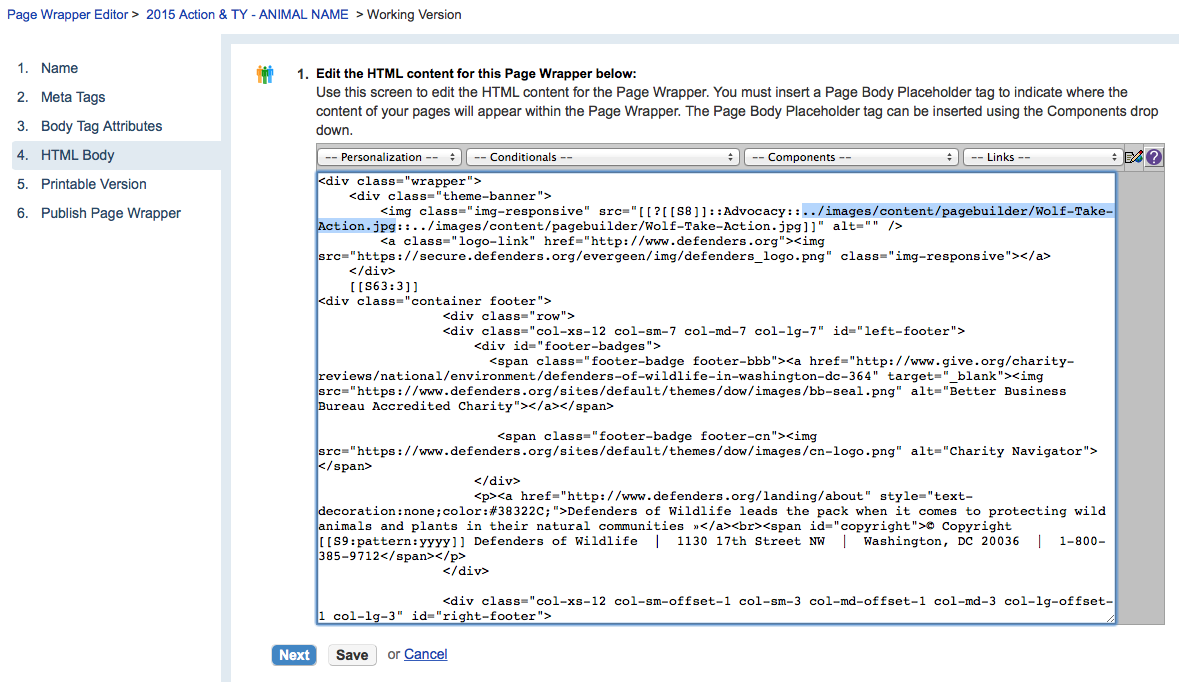 Page Wrapper Editor > 2015 Action & TY - ANIMAL NAME > Working Version
1. Name
2. Meta Tags
3. Body Tag Attributes
4. HTML Body
5. Printable Version
6. Publish Page Wrapper
1. Edit the HTML content for this Page Wrapper below:
Use this screen to edit the HTML content for the Page Wrapper. You must insert a Page Body Placeholder tag to indicate where the
content of your pages will appear within the Page Wrapper. The Page Body Placeholder tag can be inserted using the Components drop
down.
-- Personalization -- -- Conditionals -- -- Components -- -- Links -- ?
<div class="wrapper">
<div class="theme-banner">
<img class="img-responsive" src="[[?[[S8]]::Advocacy::../images/content/pagebuilder/Wolf-Take-
Action.jpg::../images/content/pagebuilder/Wolf-Take-Action.jpg]]" alt="" />
<a class="logo-link" href="http://www.defenders.org"><img
src="https://secure.defenders.org/evergeen/img/defenders_logo.png" class="img-responsive"></a>
</div>
[[S63:3]]
<div class="container footer">
<div class="row">
<div class="col-xs-12 col-sm-7 col-md-7 col-lg-7" id="left-footer">
<div id="footer-badges">
<span class="footer-badge footer-bbb"><a href="http://www.give.org/charity-
reviews/national/environment/defenders-of-wildlife-in-washington-dc-364" target="_blank"><img
src="https://www.defenders.org/sites/default/themes/dow/images/bb-seal.png" alt="Better Business
Bureau Accredited Charity"></a></span>
<span class="footer-badge footer-cn"><img
src="https://www.defenders.org/sites/default/themes/dow/images/cn-logo.png" alt="Charity Navigator">
</span>
</div>
<p><a href="http://www.defenders.org/landing/about" style="text-
decoration:none;color:#38322C;">Defenders of Wildlife leads the pack when it comes to protecting wild
animals and plants in their natural communities »</a><br><span id="copyright">© Copyright
[[S9:pattern:yyyy]] Defenders of Wildlife | 1130 17th Street NW | Washington, DC 20036 | 1-800-
385-9712</span></p>
</div>
<div class="col-xs-12 col-sm-offset-1 col-sm-3 col-md-offset-1 col-md-3 col-lg-offset-
1 col-lg-3" id="right-footer">
Next Save or Cancel